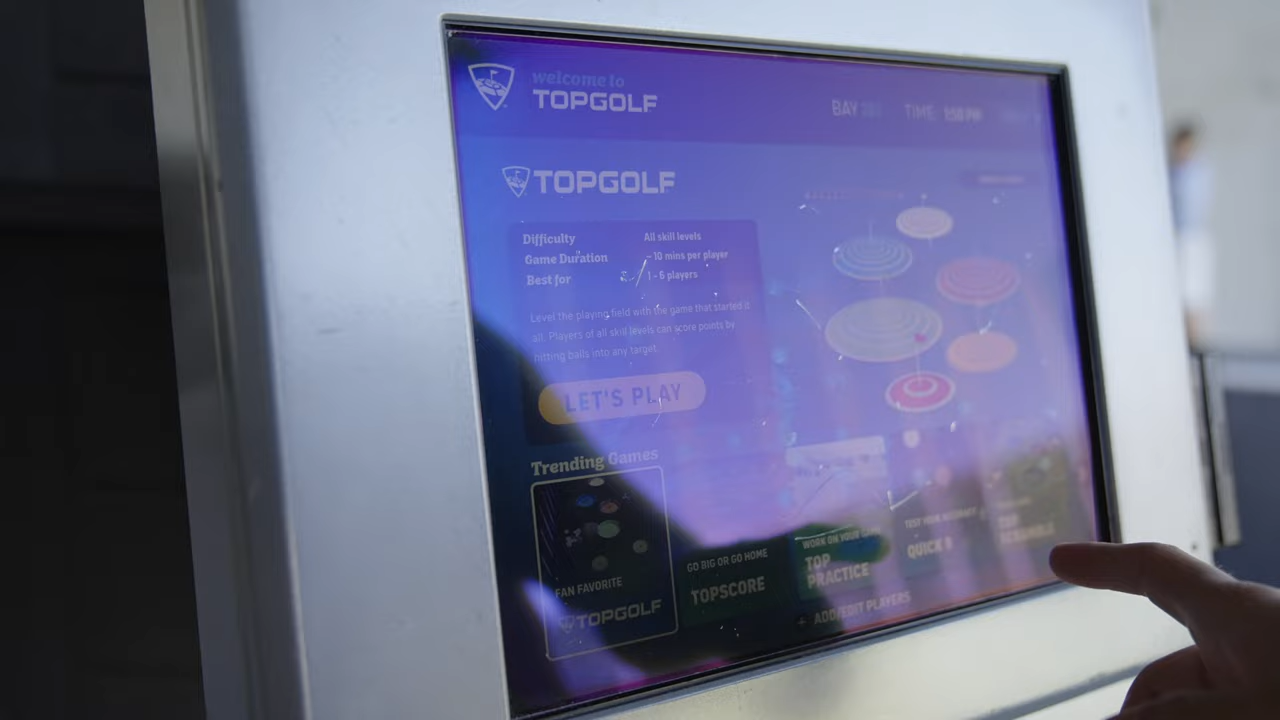 welcome to
TOPGOLF
BAY
TIME
TOPGOLF
Difficulty All skill levels
Game Duration ~ 10 mins per player
Best for 1 - 6 players
Level the playing field with the game that started it
all. Players of all skill levels can score points by
hitting balls into any target.
LET'S PLAY
Trending Games
FAN FAVORITE
TOPGOLF
GO BIG OR GO HOME
TOPSCORE
WORK ON YOUR GAME
TOP
PRACTICE
TEST YOUR ACCURACY
QUICK 9
TOP
SCRAMBLE
+ ADD/EDIT PLAYERS